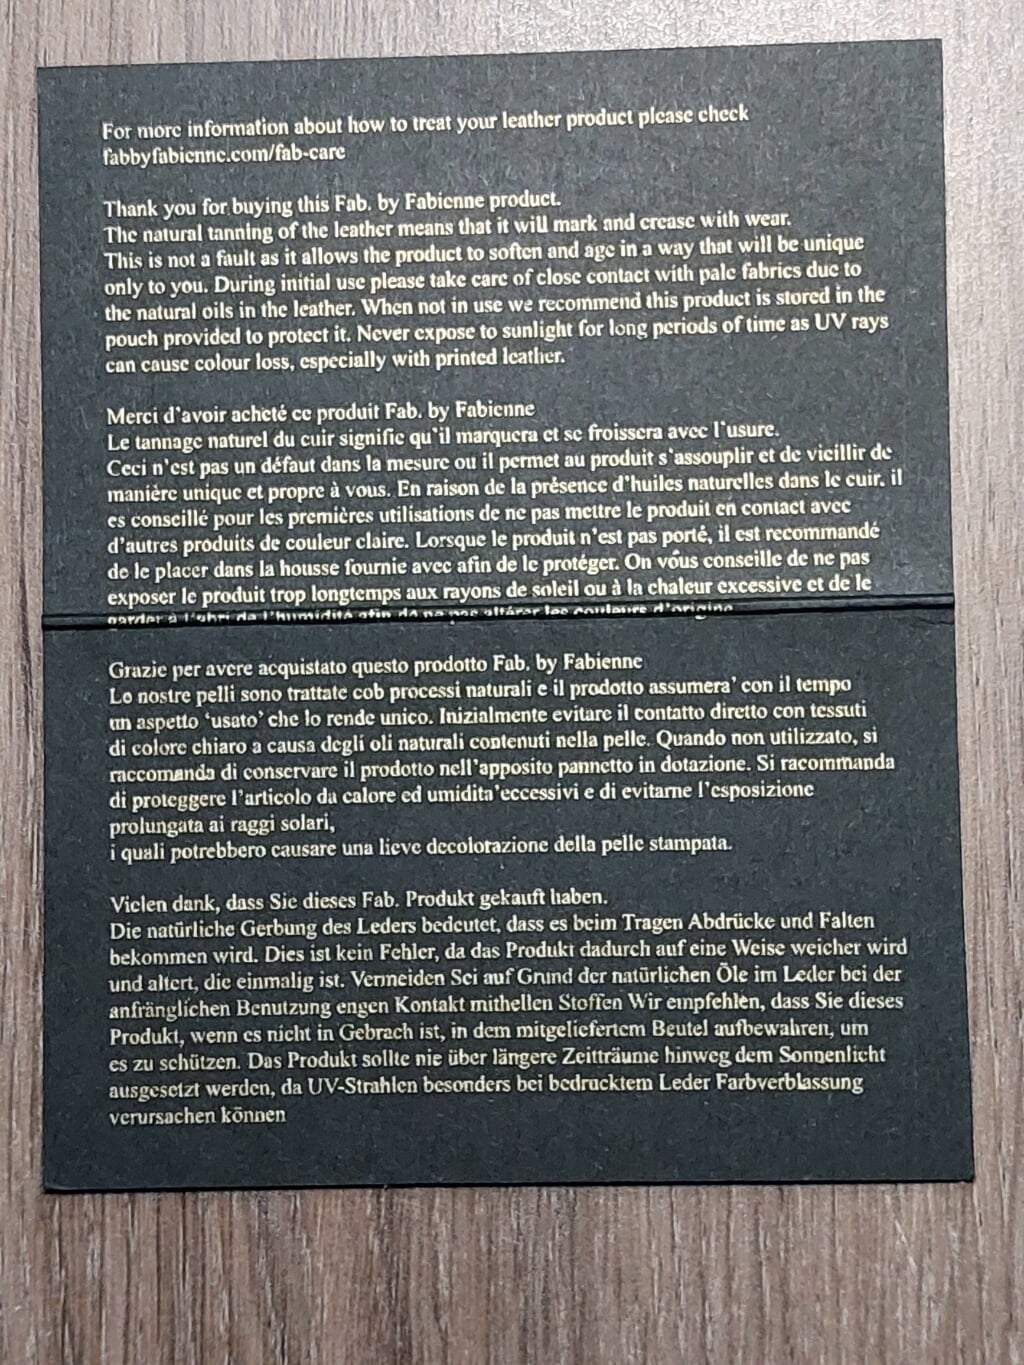 For more information about how to treat your leather product please check
fabbyfabienne.com/fab-care
Thank you for buying this Fab. by Fabienne product.
The natural tanning of the leather means that it will mark and crease with wear.
This is not a fault as it allows the product to soften and age in a way that will be unique
only to you. During initial use please take care of close contact with pale fabrics due to
the natural oils in the leather. When not in use we recommend this product is stored in the
pouch provided to protect it. Never expose to sunlight for long periods of time as UV rays
can cause colour loss, especially with printed leather.
Merci d'avoir acheté ce produit Fab. by Fabienne
Le tannage naturel du cuir signifie qu'il marquera et se froissera avec l'usure.
Ceci n'est pas un défaut dans la mesure ou il permet au produit s'assouplir et de vieillir de
manière unique et propre à vous. En raison de la présence d'huiles naturelles dans le cuir. il
es conseillé pour les premières utilisations de ne pas mettre le produit en contact avec
d'autres produits de couleur claire. Lorsque le produit n'est pas porté, il est recommandé
de le placer dans la housse fournie avec afin de le protéger. On vous conseille de ne pas
exposer le produit trop longtemps aux rayons de soleil ou à la chaleur excessive et de le
garder à l'abri de l'humidité afin de ne pas altérer les couleurs d'origine
Grazie per avere acquistato questo prodotto Fab. by Fabienne
Le nostre pelli sono trattate cob processi naturali e il prodotto assumera' con il tempo
un aspetto 'usato' che lo rende unico. Inizialmente evitare il contatto diretto con tessuti
di colore chiaro a causa degli oli naturali contenuti nella pelle. Quando non utilizzato, si
raccomanda di conservare il prodotto nell'apposito pannetto in dotazione. Si racommanda
di proteggere l'articolo da calore ed umidita'eccessivi e di evitarne l'esposizione
prolungata ai raggi solari,
i quali potrebbero causare una lieve decolorazione della pelle stampata.
Vielen dank, dass Sie dieses Fab. Produkt gekauft haben.
Die natürliche Gerbung des Leders bedeutet, dass es beim Tragen Abdrücke und Falten
bekommen wird. Dies ist kein Fehler, da das Produkt dadurch auf eine Weise weicher wird
und altert, die einmalig ist. Vermeiden Sei auf Grund der natürlichen Öle im Leder bei der
anfränglichen Benutzung engen Kontakt mithellen Stoffen Wir empfehlen, dass Sie dieses
Produkt, wenn es nicht in Gebrach ist, in dem mitgeliefertem Beutel aufbewahren, um
es zu schützen. Das Produkt sollte nie über längere Zeitträume hinweg dem Sonnenlicht
ausgesetzt werden, da UV-Strahlen besonders bei bedrucktem Leder Farbverblassung
verursachen können